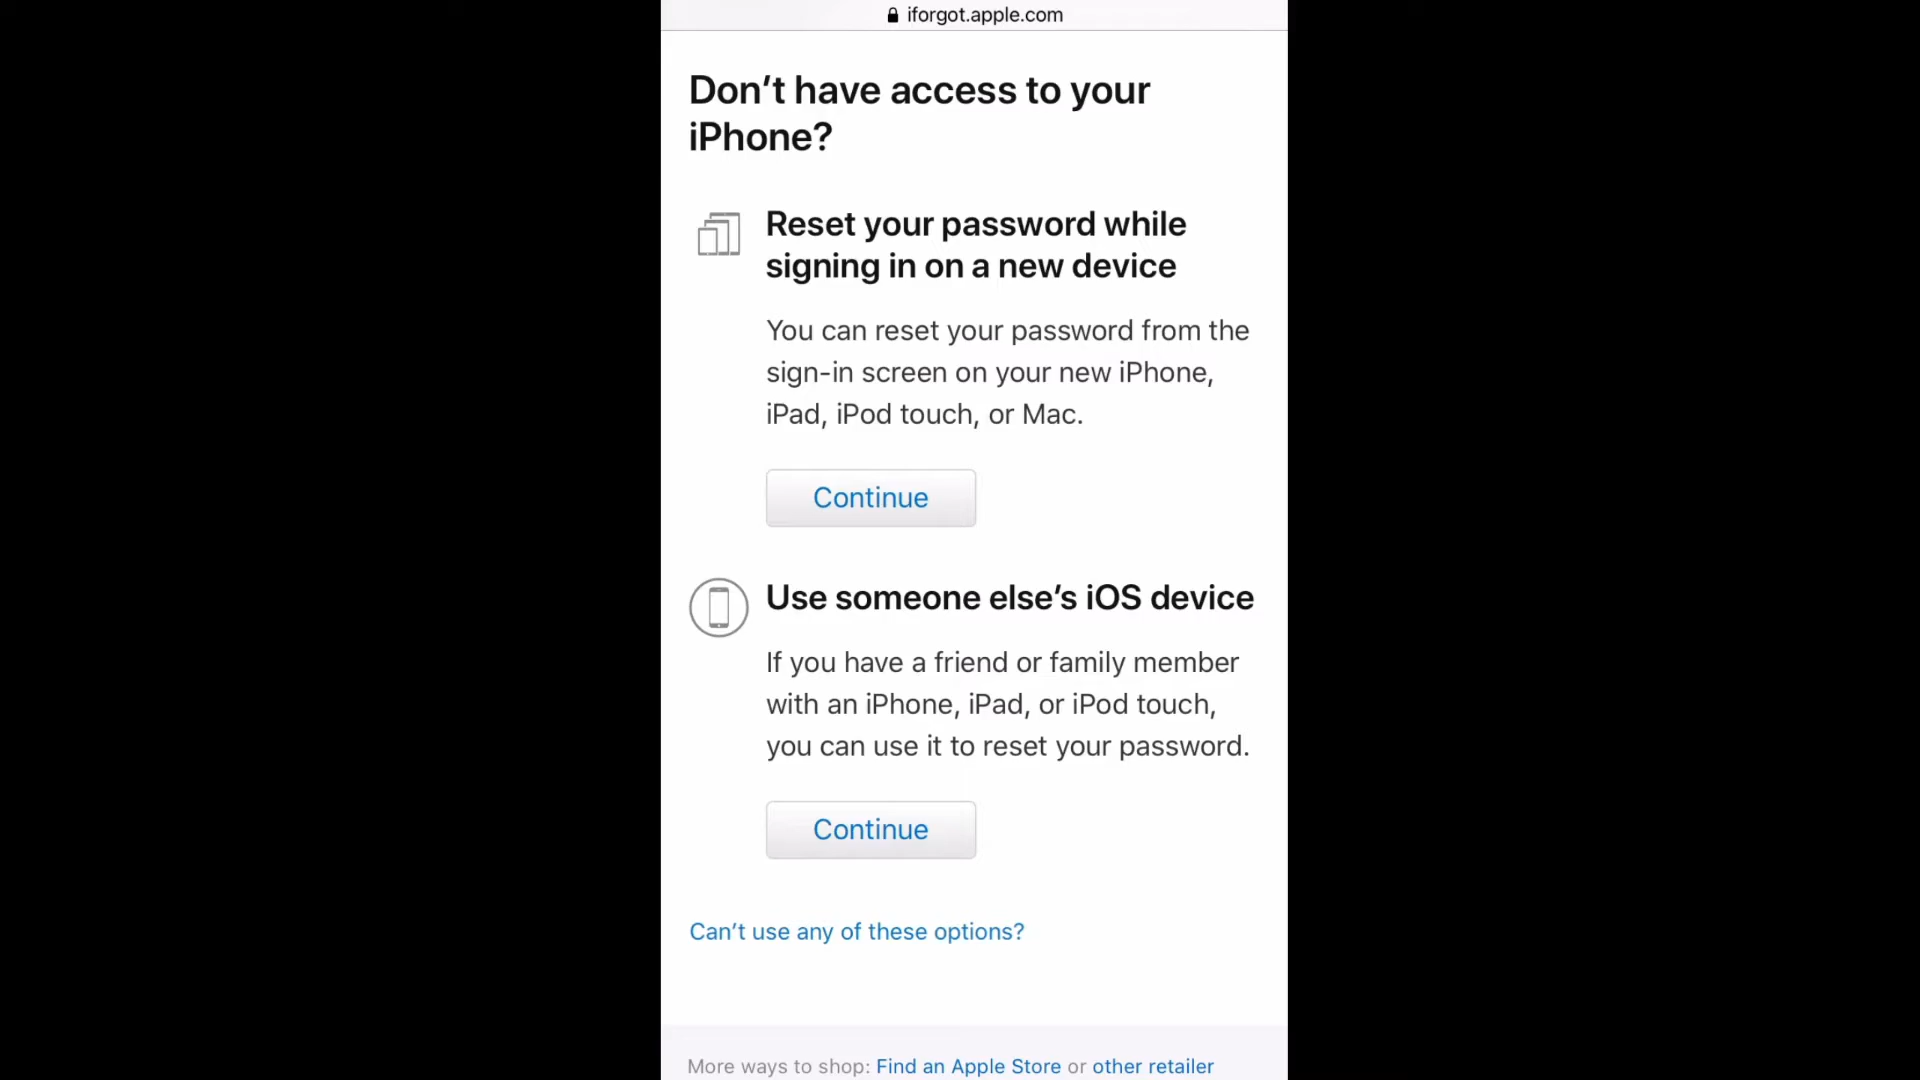 iforgot.apple.com
Don’t have access to your
iPhone?
Reset your password while
signing in on a new device
You can reset your password from the
sign-in screen on your new iPhone,
iPad, iPod touch, or Mac.
Continue
Use someone else’s iOS device
If you have a friend or family member
with an iPhone, iPad, or iPod touch,
you can use it to reset your password.
Continue
Can’t use any of these options?
More ways to shop: Find an Apple Store or other retailer